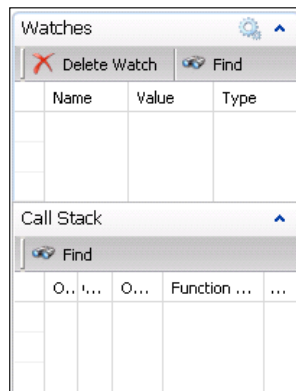 Watches
Delete Watch Find
Name Value Type
Call Stack
Find
O... ... O... Function ... ...